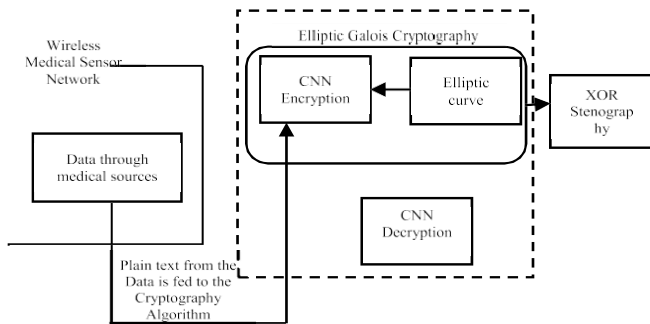 Wireless
Medical Sensor
Network
Data through
medical sources
Plain text from the
Data is fed to the
Cryptography
Algorithm
Elliptic Galois Cryptography
CNN
Encryption
Elliptic
curve
CNN
Decryption
XOR
Stenograp
hy